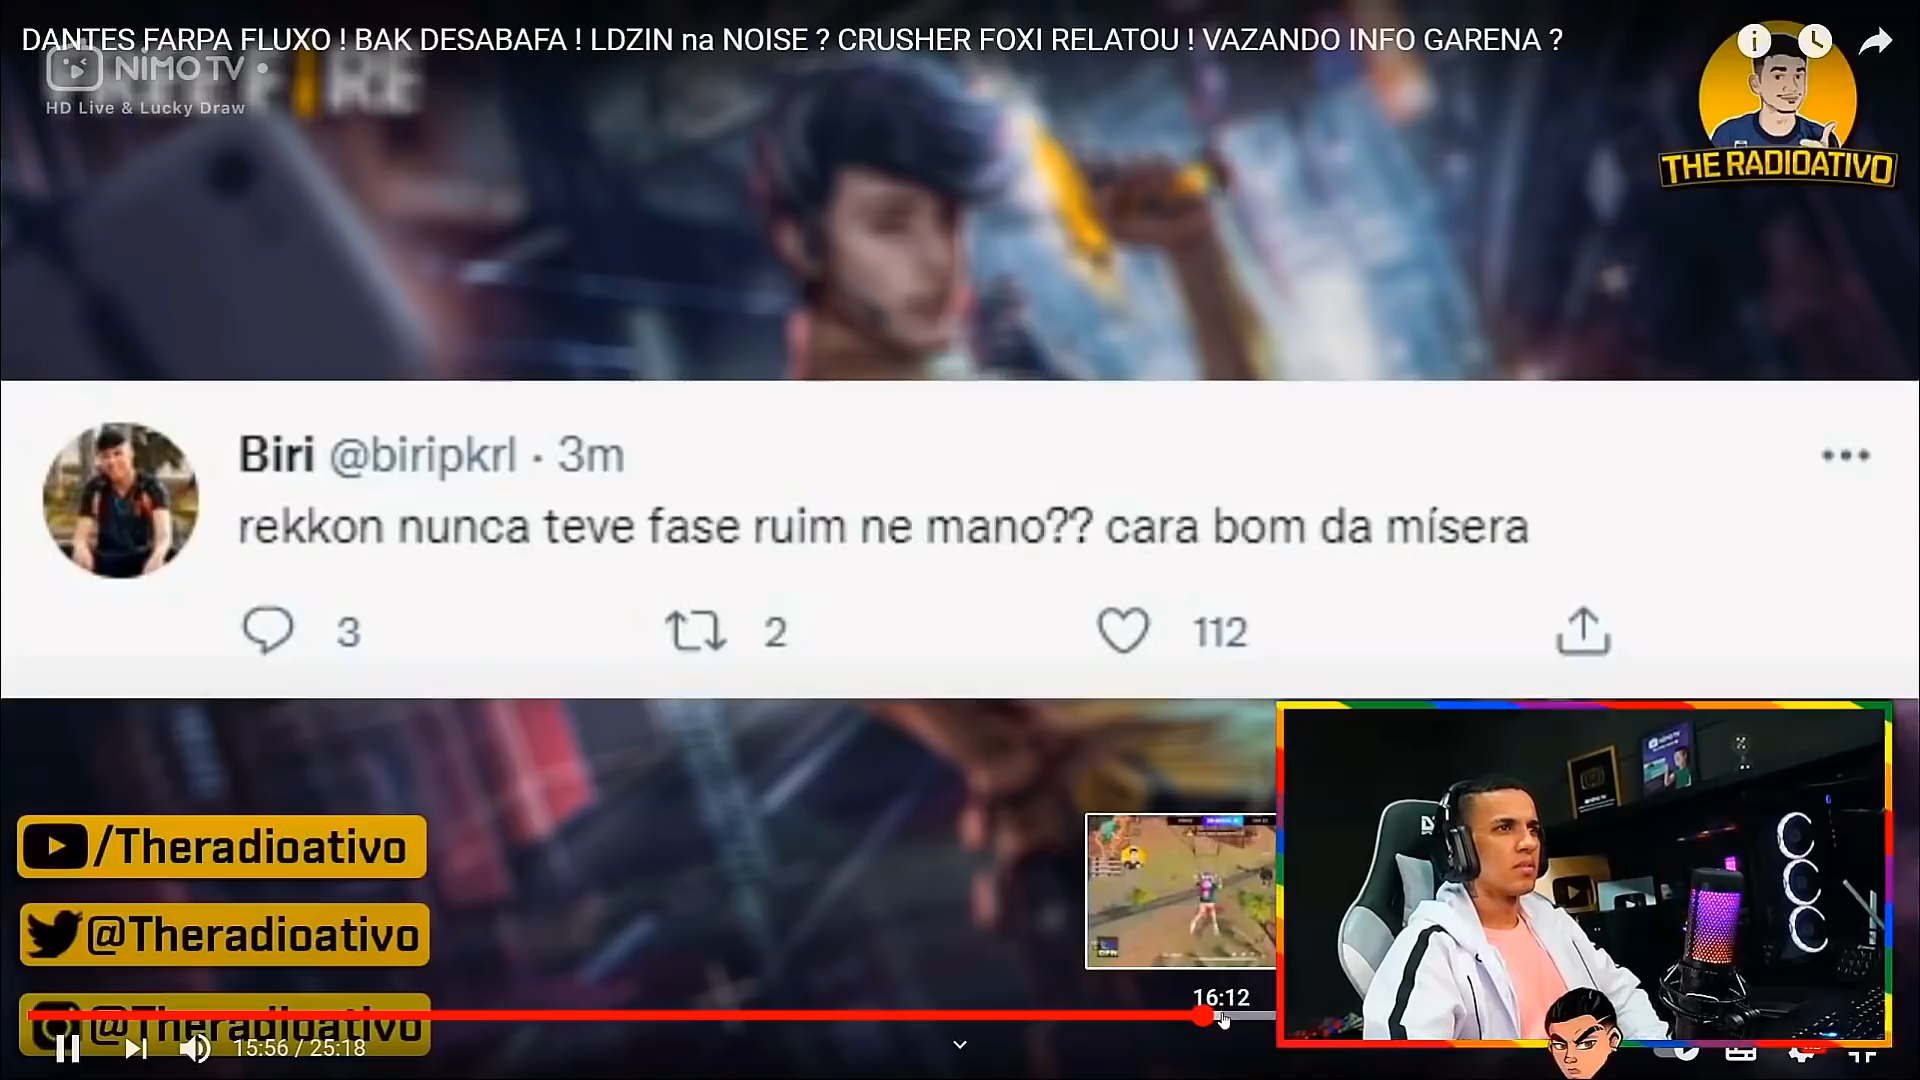 DANTES FARPA FLUXO ! BAK DESABAFA ! LDZIN na NOISE ? CRUSHER FOXI RELATOU ! VAZANDO INFO GARENA ?
NIMO TV
HD Live & Lucky Draw
THE RADIOATIVO
Biri @biripkrl · 3m
rekkon nunca teve fase ruim ne mano?? cara bom da mísera
3 2 112
/Theradioativo
@Theradioativo
@Theradioativo
16:12
15:56 / 25:18